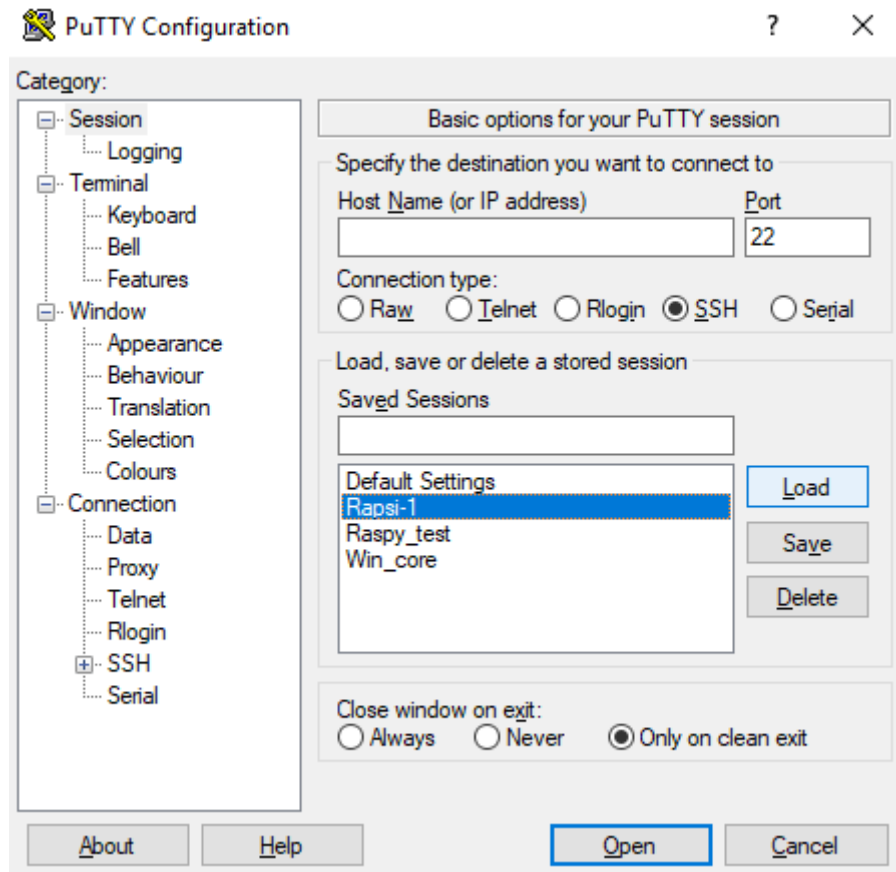 PuTTY Configuration
?
Category:
Session
Logging
Terminal
Keyboard
Bell
Features
Window
Appearance
Behaviour
Translation
Selection
Colours
Connection
Data
Proxy
Telnet
Rlogin
SSH
Serial
Basic options for your PuTTY session
Specify the destination you want to connect to
Host Name (or IP address) Port
22
Connection type:
Raw Telnet Rlogin SSH Serial
Load, save or delete a stored session
Saved Sessions
Default Settings
Rapsi-1
Raspy_test
Win_core
Load
Save
Delete
Close window on exit:
Always Never Only on clean exit
About Help Open Cancel